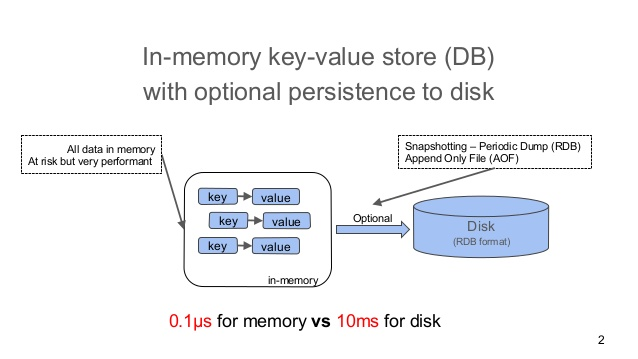 In-memory key-value store (DB)
with optional persistence to disk
All data in memory
At risk but very performant
Snapshotting – Periodic Dump (RDB)
Append Only File (AOF)
key value
key value
key value
in-memory
Optional
Disk
(RDB format)
0.1µs for memory vs 10ms for disk
2